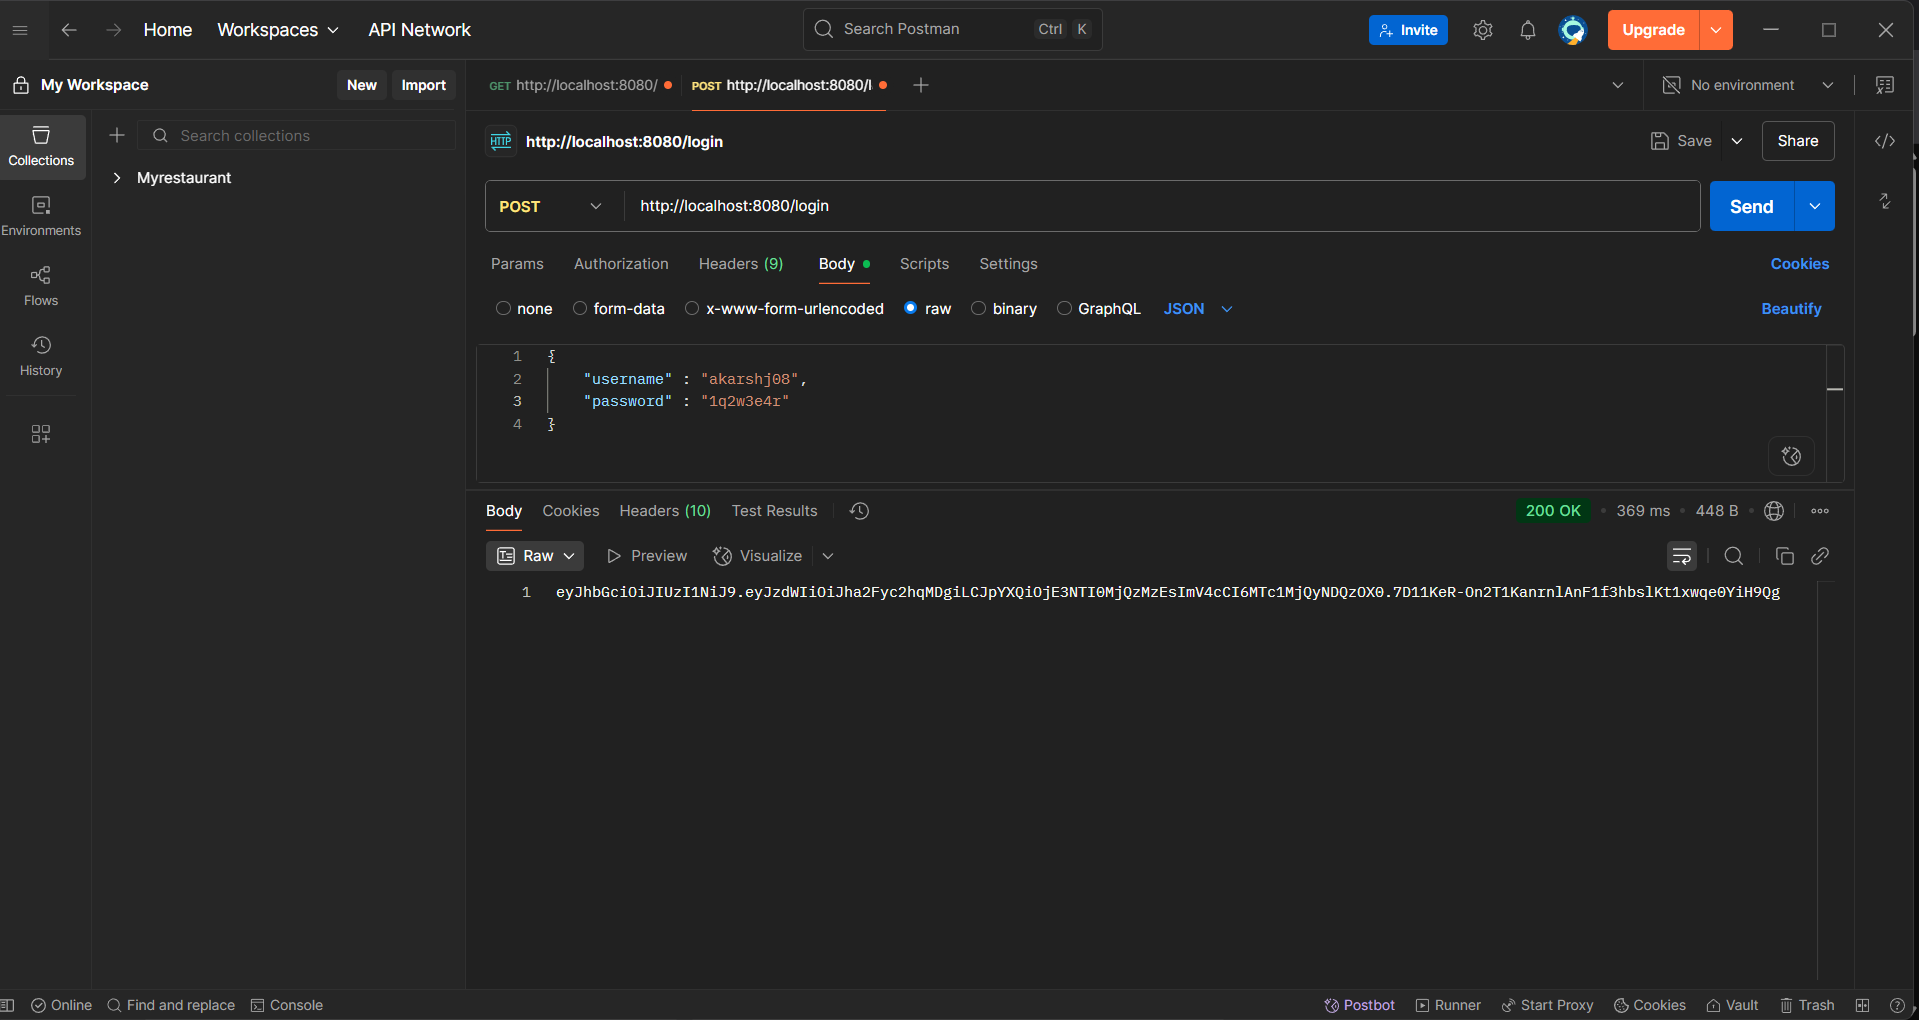 Home Workspaces API Network
Search Postman Ctrl K
Invite
Upgrade
My Workspace New Import
GET http://localhost:8080/
POST http://localhost:8080/l
No environment
Collections
Search collections
Myrestaurant
Environments
Flows
History
HTTP http://localhost:8080/login
Save Share
POST http://localhost:8080/login Send
Params Authorization Headers (9) Body Scripts Settings Cookies
none form-data x-www-form-urlencoded raw binary GraphQL JSON Beautify
1 {
2 "username" : "akarshj08",
3 "password" : "1q2w3e4r"
4 }
Body Cookies Headers (10) Test Results 200 OK • 369 ms • 448 B •
Raw Preview Visualize
1 eyJhbGciOiJIUzI1NiJ9.eyJzdWIiOiJha2Fyc2hqMDgiLCJpYXQiOjE3NTI0MjQzMzEsImV4cCI6MTc1MjQyNDQzOX0.7D11KeR-On2T1KanrnlAnF1f3hbslKt1xwqe0YiH9Qg
Online Find and replace Console
Postbot Runner Start Proxy Cookies Vault Trash